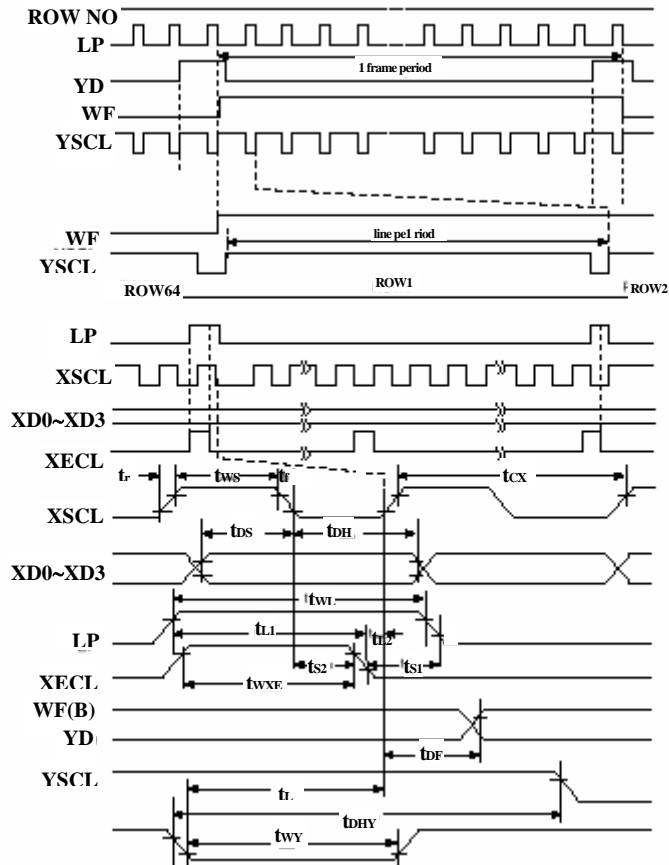 ROW NO
LP
1 frame period
YD
WF
YSCL
WF
line pe1 riod
YSCL
ROW64 ROW1 ROW2
LP
XSCL
XD0~XD3
XECL
tr tWS tf tCX
XSCL
tDS tDH
XD0~XD3
tWL
tL1 tL2
LP
tS2 tS1
XECL
tWXE
WF(B)
YD
tDF
YSCL
tL
tDHY
tWY